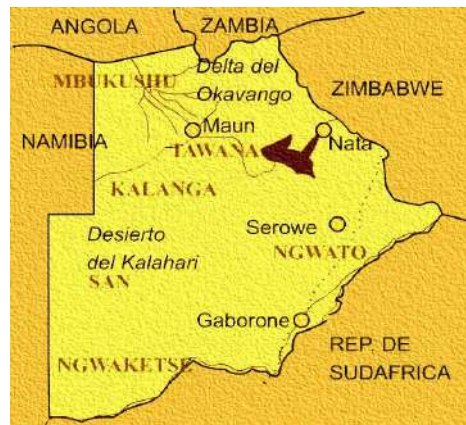 ANGOLA
ZAMBIA
MBUKUSHU
Delta del
Okavango
ZIMBABWE
NAMIBIA
Maun
Nata
TAWANA
KALANGA
Desierto
del Kalahari
Serowe
NGWATO
SAN
Gaborone
REP. DE
SUDAFRICA
NGWAKETSE